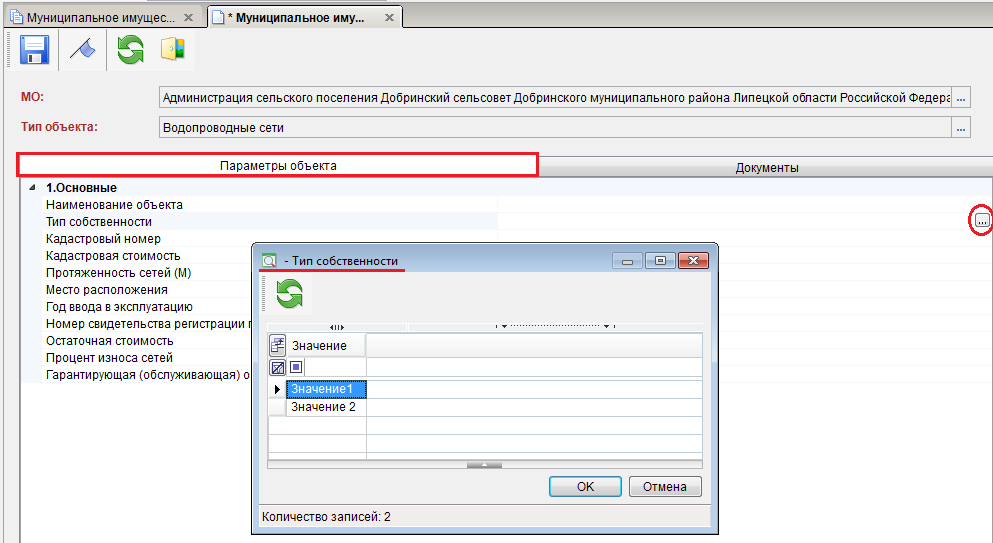 Муниципальное имущес...
* Муниципальное иму...
МО:
Администрация сельского поселения Добринский сельсовет Добринского муниципального района Липецкой области Российской Федера
...
Тип объекта:
Водопроводные сети
...
Параметры объекта
Документы
1.Основные
Наименование объекта
Тип собственности
...
Кадастровый номер
Кадастровая стоимость
Протяженность сетей (М)
Место расположения
Год ввода в эксплуатацию
Номер свидетельства регистрации
Остаточная стоимость
Процент износа сетей
Гарантирующая (обслуживающая) о
- Тип собственности
Значение
Значение1
Значение 2
OK
Отмена
Количество записей: 2